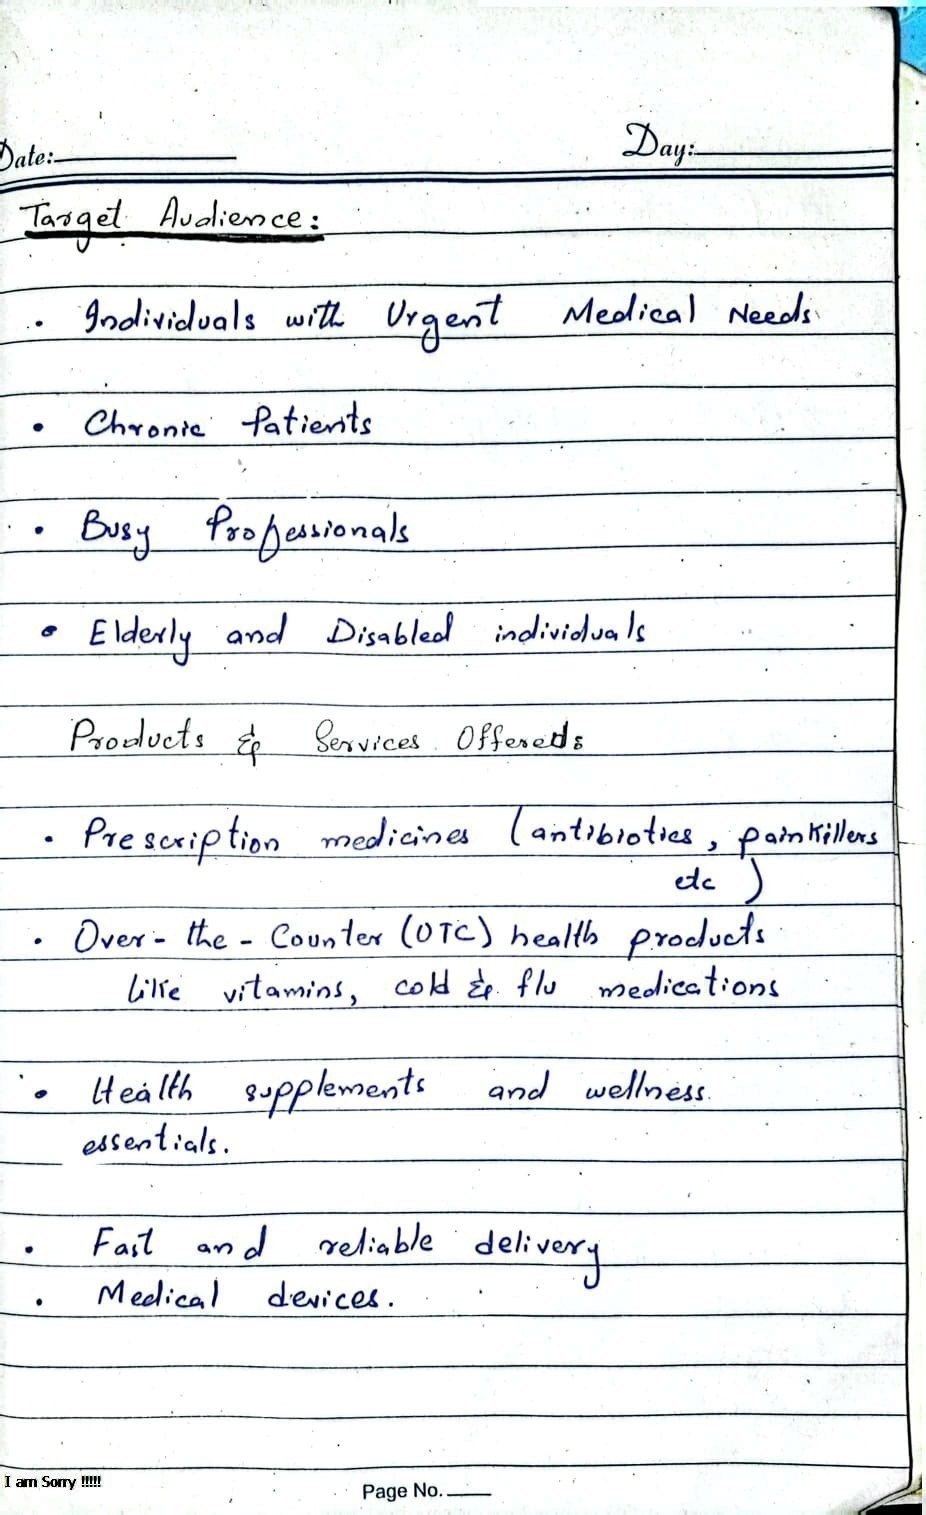 Date:
Day:
Target Audience:
• Individuals with Urgent Medical Needs
• Chronic Patients
• Busy Professionals
• Elderly and Disabled individuals
Products & Services Offered:
• Prescription medicines (antibiotics, painkillers
etc)
• Over-the-Counter (OTC) health products
like vitamins, cold & flu medications
• Health supplements and wellness
essentials.
• Fast and reliable delivery
• Medical devices.
I am Sorry !!!!!
Page No.